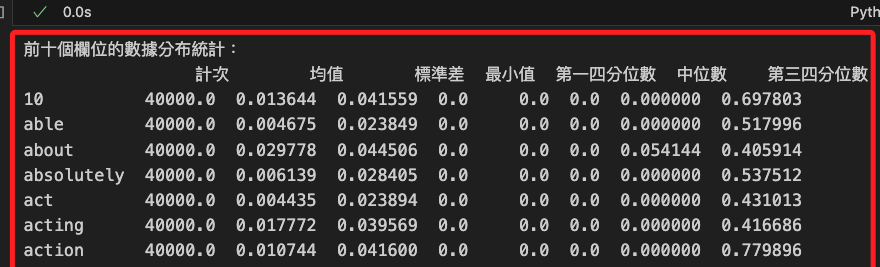 0.0s Pyth
前十個欄位的數據分布統計：
計次 均值 標準差 最小值 第一四分位數 中位數 第三四分位數
10 40000.0 0.013644 0.041559 0.0 0.0 0.0 0.000000 0.697803
able 40000.0 0.004675 0.023849 0.0 0.0 0.0 0.000000 0.517996
about 40000.0 0.029778 0.044506 0.0 0.0 0.0 0.054144 0.405914
absolutely 40000.0 0.006139 0.028405 0.0 0.0 0.0 0.000000 0.537512
act 40000.0 0.004435 0.023894 0.0 0.0 0.0 0.000000 0.431013
acting 40000.0 0.017772 0.039569 0.0 0.0 0.0 0.000000 0.416686
action 40000.0 0.010744 0.041600 0.0 0.0 0.0 0.000000 0.779896